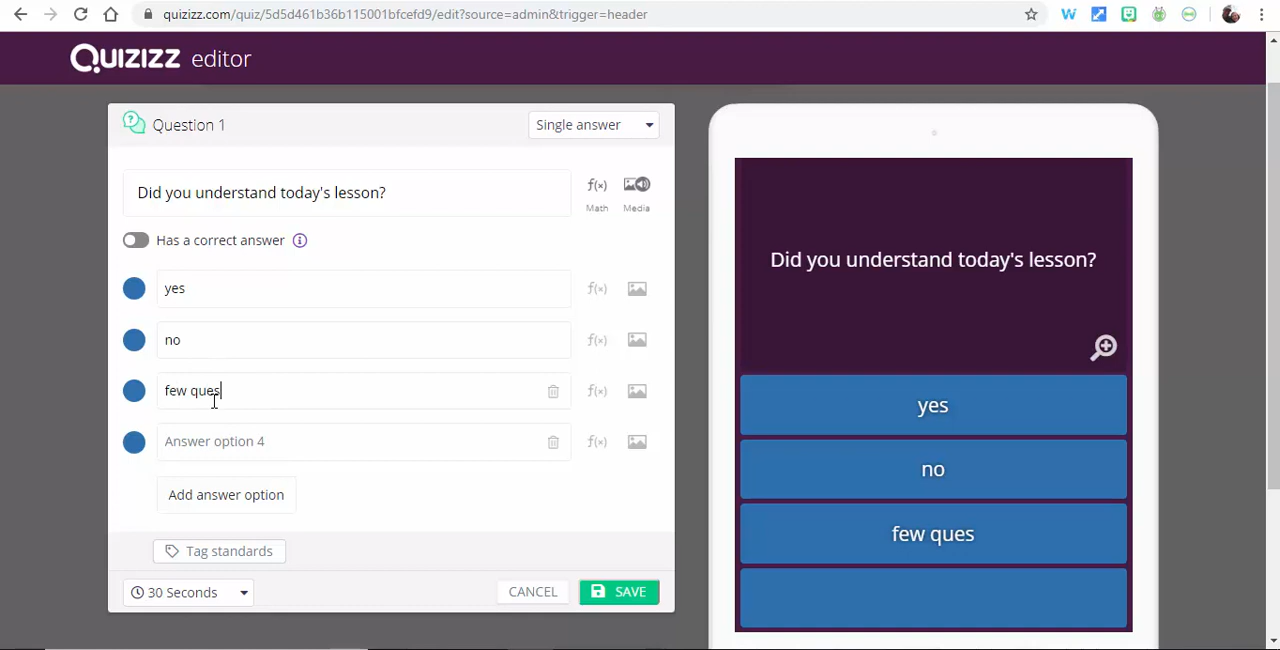 quizizz.com/quiz/5d5d461b36b115001bfcefd9/edit?source=admin&trigger=header
QUIZIZZ editor
Question 1
Single answer
Did you understand today's lesson?
f(x)
Math
Media
Has a correct answer
yes
f(x)
no
f(x)
few ques
f(x)
Answer option 4
f(x)
Add answer option
Tag standards
30 Seconds
CANCEL
SAVE
Did you understand today's lesson?
yes
no
few ques